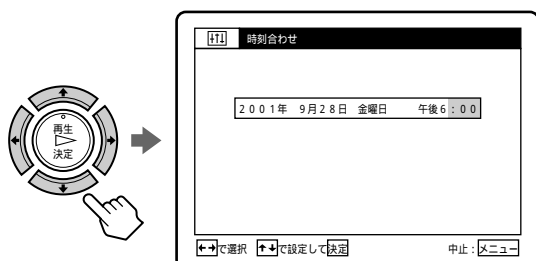 時刻合わせ
2001年 9月28日 金曜日 午後6:00
再生
決定
←→で選択 ↑↓で設定して決定 中止:メニュー